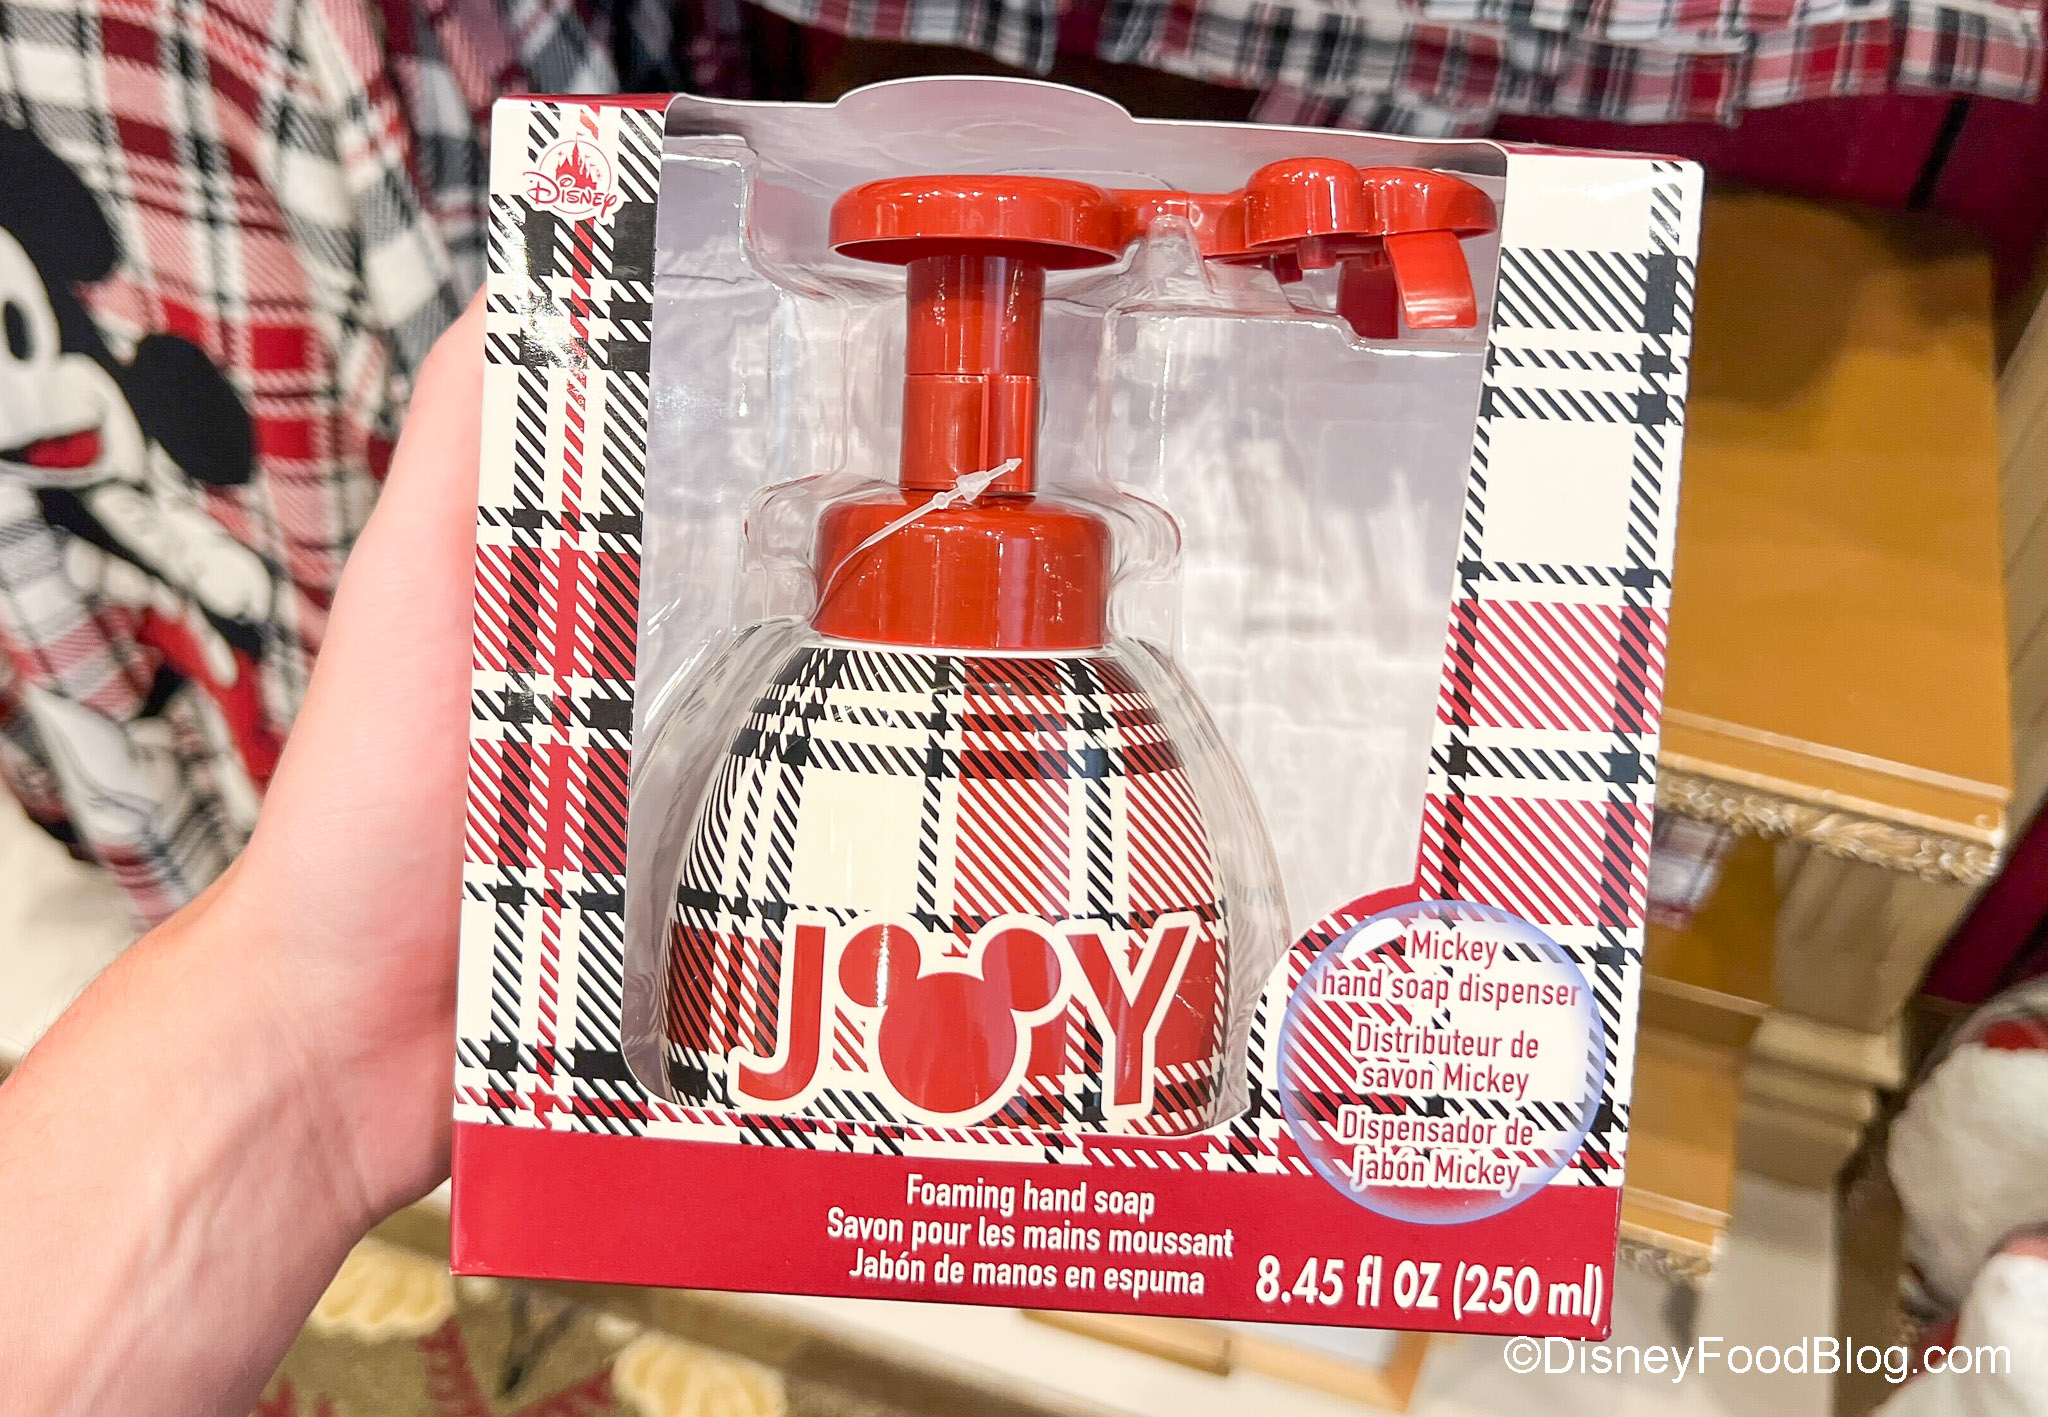 Disney
JOY
Mickey
hand soap dispenser
Distributeur de
savon Mickey
Dispensador de
jabón Mickey
Foaming hand soap
Savon pour les mains moussant
Jabón de manos en espuma
8.45 fl oz (250 ml)
©DisneyFoodBlog.com